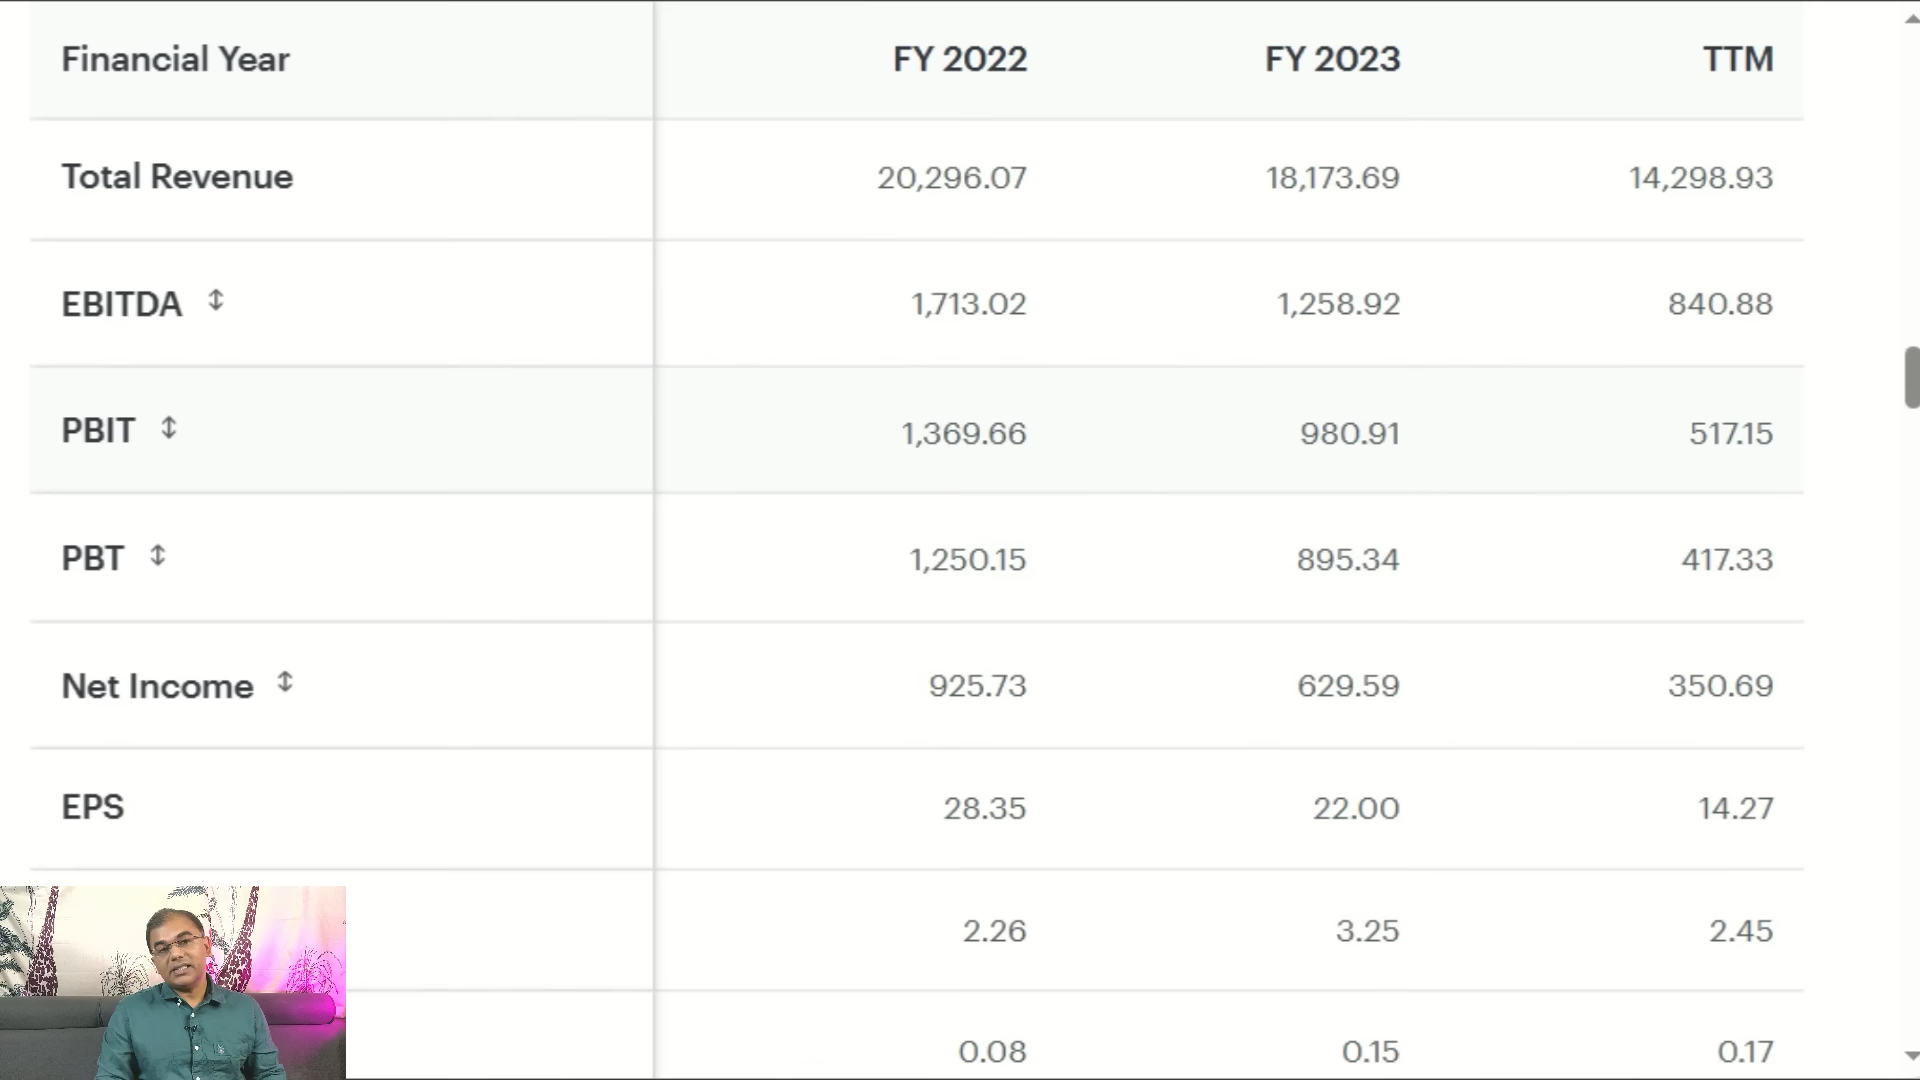 Financial Year FY 2022 FY 2023 TTM
Total Revenue 20,296.07 18,173.69 14,298.93
EBITDA ↕ 1,713.02 1,258.92 840.88
PBIT ↕ 1,369.66 980.91 517.15
PBT ↕ 1,250.15 895.34 417.33
Net Income ↕ 925.73 629.59 350.69
EPS 28.35 22.00 14.27
2.26 3.25 2.45
0.08 0.15 0.17